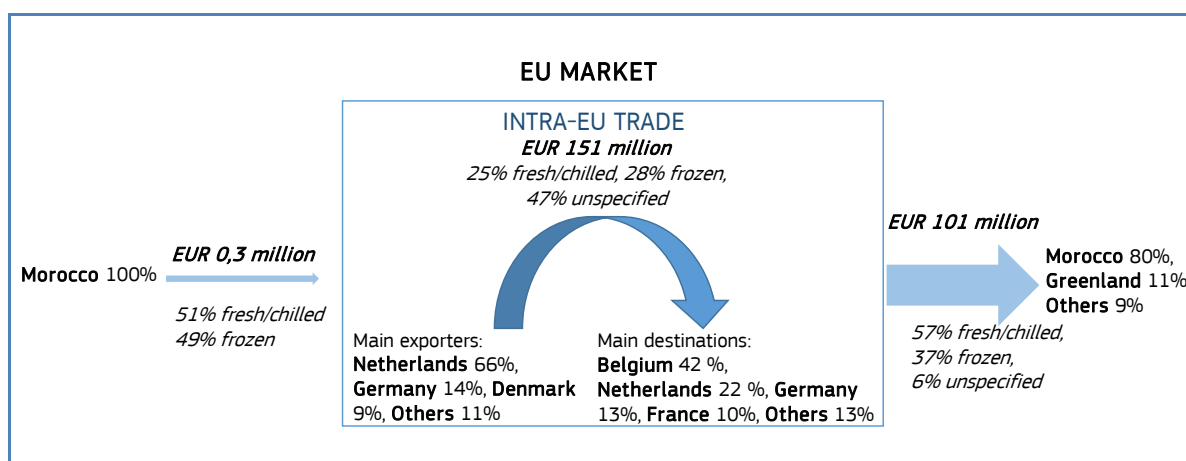 EU MARKET
INTRA-EU TRADE
EUR 151 million
25% fresh/chilled, 28% frozen,
47% unspecified
EUR 0,3 million
Morocco 100%
51% fresh/chilled
49% frozen
Main exporters:
Netherlands 66%,
Germany 14%, Denmark
9%, Others 11%
Main destinations:
Belgium 42 %,
Netherlands 22 %, Germany
13%, France 10%, Others 13%
EUR 101 million
Morocco 80%,
Greenland 11%
Others 9%
57% fresh/chilled,
37% frozen,
6% unspecified